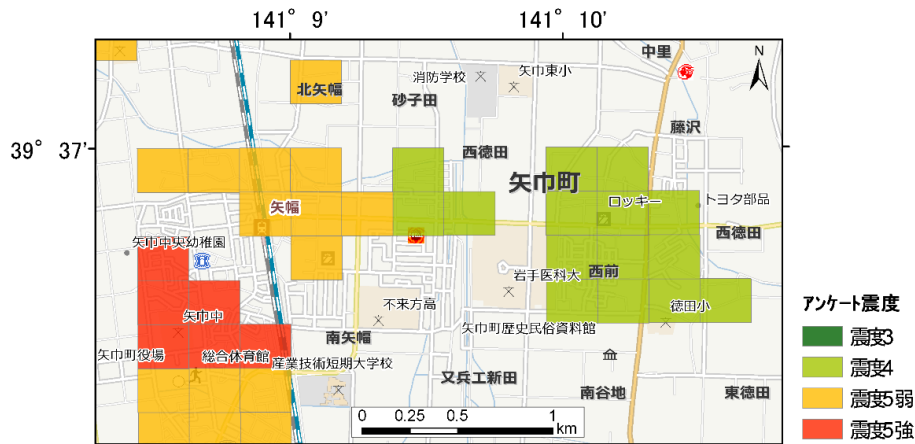 141° 9' 141° 10'
中里
N
消防学校 矢巾東小
北矢幅
砂子田
藤沢
39° 37'
西徳田
矢巾町
ロッキー トヨタ部品
矢幅
西徳田
矢巾中央幼稚園
岩手医科大 西前
不来方高
徳田小
矢巾中
南矢幅 矢巾町歴史民俗資料館
矢巾町役場 総合体育館 産業技術短期大学校
又兵エ新田 南谷地 東徳田
0 0.25 0.5 1
km
アンケート震度
震度3
震度4
震度5弱
震度5強